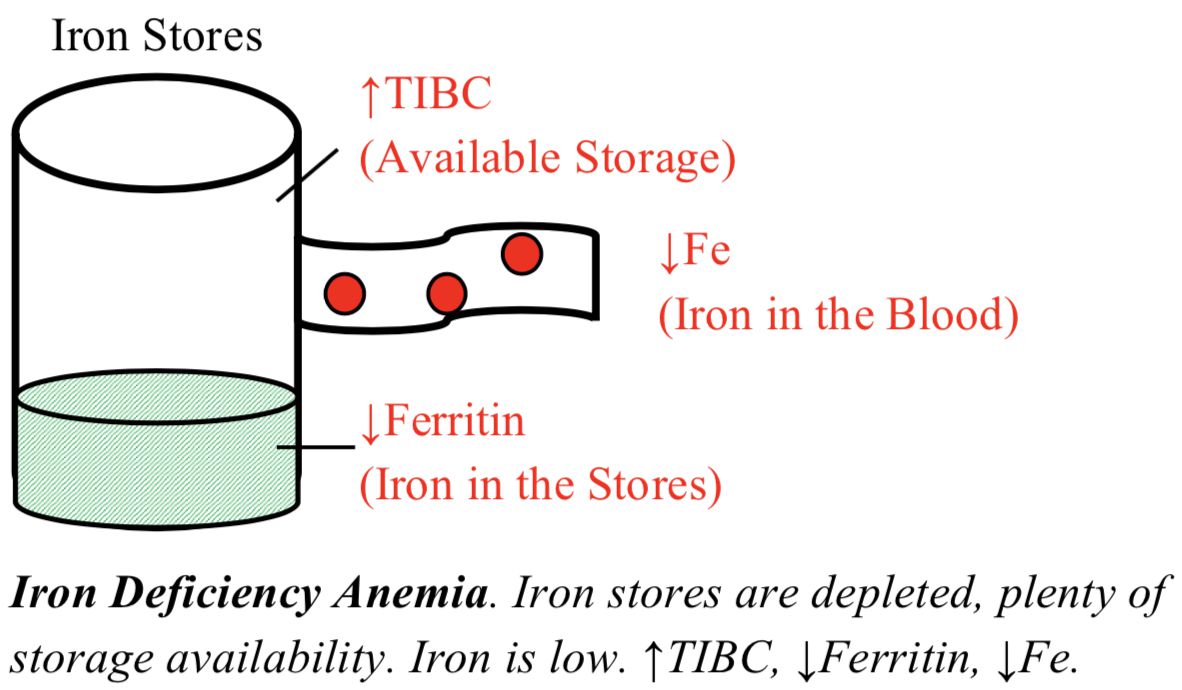 Iron Stores
↑TIBC
(Available Storage)
↓Fe
(Iron in the Blood)
↓Ferritin
(Iron in the Stores)
Iron Deficiency Anemia. Iron stores are depleted, plenty of
storage availability. Iron is low. ↑TIBC, ↓Ferritin, ↓Fe.